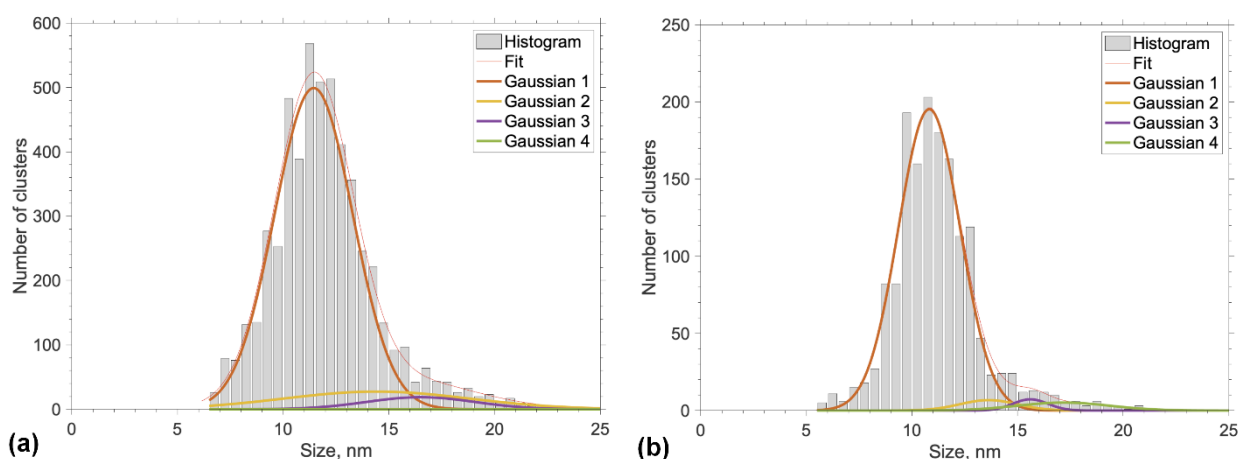 600
500
400
300
200
100
0
Number of clusters
0
5
10
15
20
25
Size, nm
Histogram
Fit
Gaussian 1
Gaussian 2
Gaussian 3
Gaussian 4
(a)
250
200
150
100
50
0
Number of clusters
0
5
10
15
20
25
Size, nm
Histogram
Fit
Gaussian 1
Gaussian 2
Gaussian 3
Gaussian 4
(b)